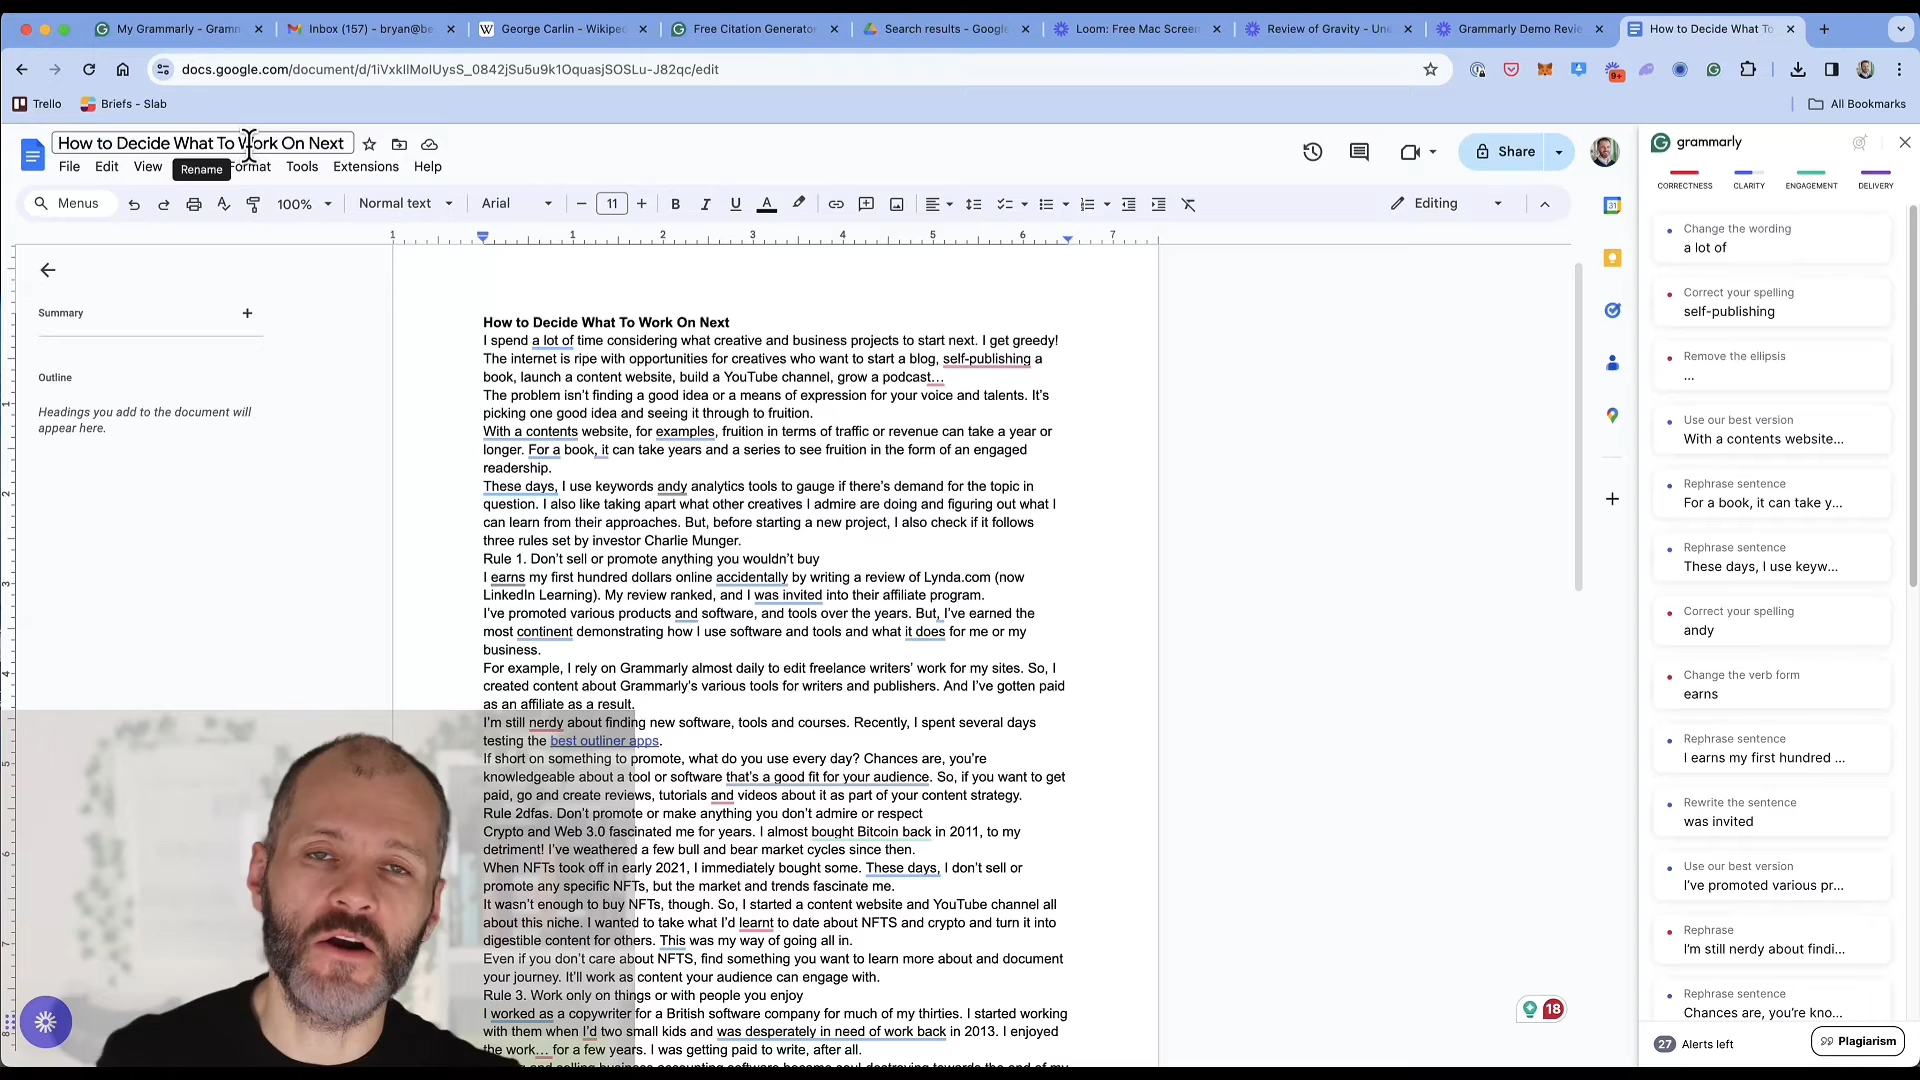 My Grammarly - Gramm
Inbox (157) - bryan@be
George Carlin - Wikiped
Free Citation Generator
Search results - Google
Loom: Free Mac Screen
Review of Gravity - Une
Grammarly Demo Revie
How to Decide What To
docs.google.com/document/d/1iVxkIlMolUysS_0842jSu5u9k1OquasjSOSLu-J82qc/edit
9+
Trello
Briefs - Slab
All Bookmarks
How to Decide What To Work On Next
File Edit View Format Tools Extensions Help
Rename
Share
Menus
100%
Normal text
Arial
11
Editing
1 1 2 3 4 5 6 7
Summary
Outline
Headings you add to the document will
appear here.
How to Decide What To Work On Next
I spend a lot of time considering what creative and business projects to start next. I get greedy!
The internet is ripe with opportunities for creatives who want to start a blog, self-publishing a
book, launch a content website, build a YouTube channel, grow a podcast…
The problem isn't finding a good idea or a means of expression for your voice and talents. It's
picking one good idea and seeing it through to fruition.
With a contents website, for examples, fruition in terms of traffic or revenue can take a year or
longer. For a book, it can take years and a series to see fruition in the form of an engaged
readership.
These days, I use keywords andy analytics tools to gauge if there's demand for the topic in
question. I also like taking apart what other creatives I admire are doing and figuring out what I
can learn from their approaches. But, before starting a new project, I also check if it follows
three rules set by investor Charlie Munger.
Rule 1. Don't sell or promote anything you wouldn't buy
I earns my first hundred dollars online accidentally by writing a review of Lynda.com (now
LinkedIn Learning). My review ranked, and I was invited into their affiliate program.
I've promoted various products and software, and tools over the years. But, I've earned the
most continent demonstrating how I use software and tools and what it does for me or my
business.
For example, I rely on Grammarly almost daily to edit freelance writers' work for my sites. So, I
created content about Grammarly's various tools for writers and publishers. And I've gotten paid
as an affiliate as a result.
I'm still nerdy about finding new software, tools and courses. Recently, I spent several days
testing the best outliner apps.
If short on something to promote, what do you use every day? Chances are, you're
knowledgeable about a tool or software that's a good fit for your audience. So, if you want to get
paid, go and create reviews, tutorials and videos about it as part of your content strategy.
Rule 2dfas. Don't promote or make anything you don't admire or respect
Crypto and Web 3.0 fascinated me for years. I almost bought Bitcoin back in 2011, to my
detriment! I've weathered a few bull and bear market cycles since then.
When NFTs took off in early 2021, I immediately bought some. These days, I don't sell or
promote any specific NFTs, but the market and trends fascinate me.
It wasn't enough to buy NFTs, though. So, I started a content website and YouTube channel all
about this niche. I wanted to take what I'd learnt to date about NFTS and crypto and turn it into
digestible content for others. This was my way of going all in.
Even if you don't care about NFTs, find something you want to learn more about and document
your journey. It'll work as content your audience can engage with.
Rule 3. Work only on things or with people you enjoy
I worked as a copywriter for a British software company for much of my thirties. I started working
with them when I'd two small kids and was desperately in need of work back in 2013. I enjoyed
the work… for a few years. I was getting paid to write, after all.
18
31
grammarly
CORRECTNESS CLARITY ENGAGEMENT DELIVERY
Change the wording
a lot of
Correct your spelling
self-publishing
Remove the ellipsis
...
Use our best version
With a contents website...
Rephrase sentence
For a book, it can take y...
Rephrase sentence
These days, I use keyw...
Correct your spelling
andy
Change the verb form
earns
Rephrase sentence
I earns my first hundred ...
Rewrite the sentence
was invited
Use our best version
I've promoted various pr...
Rephrase
I'm still nerdy about findi...
Rephrase sentence
Chances are, you're kno...
27 Alerts left
Plagiarism